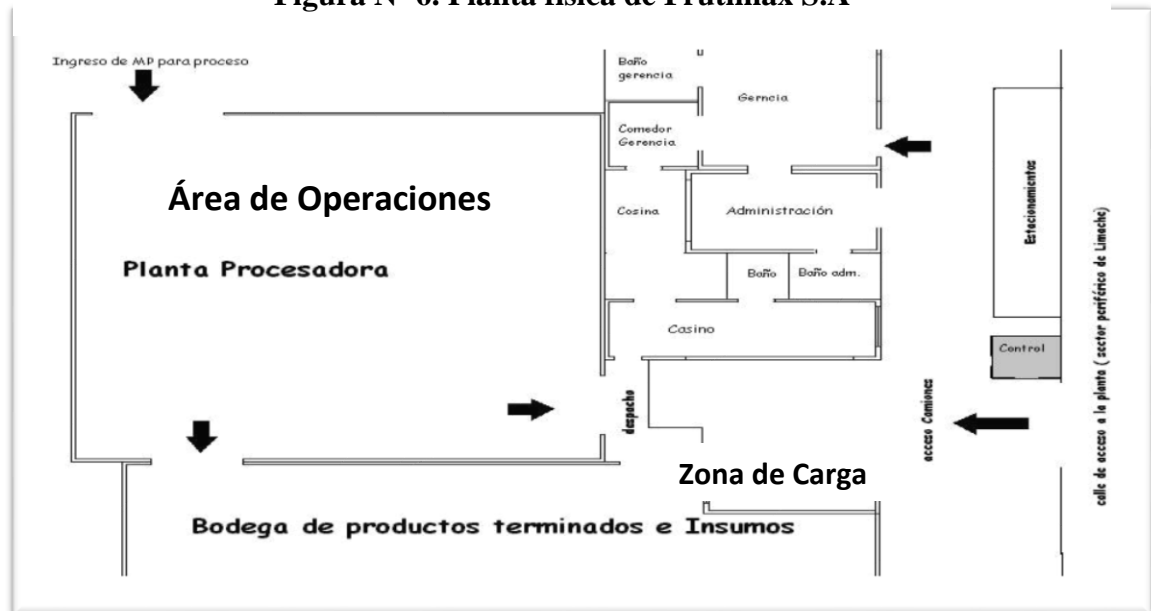 Figura N° 6. Planta física de Frutimax S.A
Ingreso de MP para proceso
Baño
gerencia
Gerncia
Comedor
Gerencia
Área de Operaciones
Cosina
Administración
Estacionamientos
Planta Procesadora
Baño
Baño adm.
Casino
Control
despacho
acceso Camiones
calle de acceso a la planta ( sector periférico de Limache)
Zona de Carga
Bodega de productos terminados e Insumos